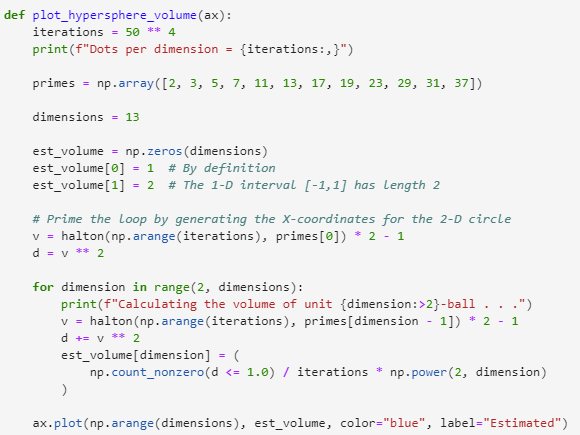 def plot_hypersphere_volume(ax):
    iterations = 50 ** 4
    print(f"Dots per dimension = {iterations:,}")

    primes = np.array([2, 3, 5, 7, 11, 13, 17, 19, 23, 29, 31, 37])

    dimensions = 13

    est_volume = np.zeros(dimensions)
    est_volume[0] = 1  # By definition
    est_volume[1] = 2  # The 1-D interval [-1,1] has length 2

    # Prime the loop by generating the X-coordinates for the 2-D circle
    v = halton(np.arange(iterations), primes[0]) * 2 - 1
    d = v ** 2

    for dimension in range(2, dimensions):
        print(f"Calculating the volume of unit {dimension:>2}-ball . . .")
        v = halton(np.arange(iterations), primes[dimension - 1]) * 2 - 1
        d += v ** 2
        est_volume[dimension] = (
            np.count_nonzero(d <= 1.0) / iterations * np.power(2, dimension)
        )

    ax.plot(np.arange(dimensions), est_volume, color="blue", label="Estimated")